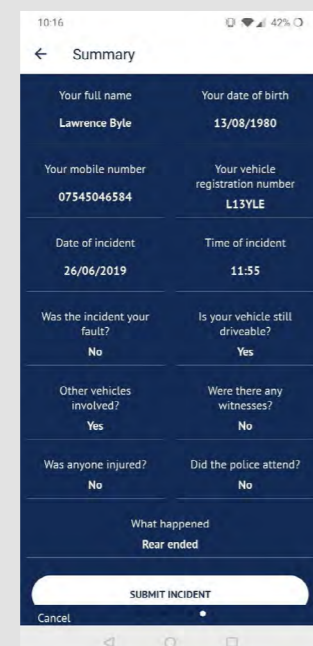 10:16
42%
Summary
Your full name
Lawrence Byle
Your date of birth
13/08/1980
Your mobile number
07545046584
Your vehicle
registration number
L13YLE
Date of incident
26/06/2019
Time of incident
11:55
Was the incident your
fault?
No
Is your vehicle still
driveable?
Yes
Other vehicles
involved?
Yes
Were there any
witnesses?
No
Was anyone injured?
No
Did the police attend?
No
What happened
Rear ended
SUBMIT INCIDENT
Cancel